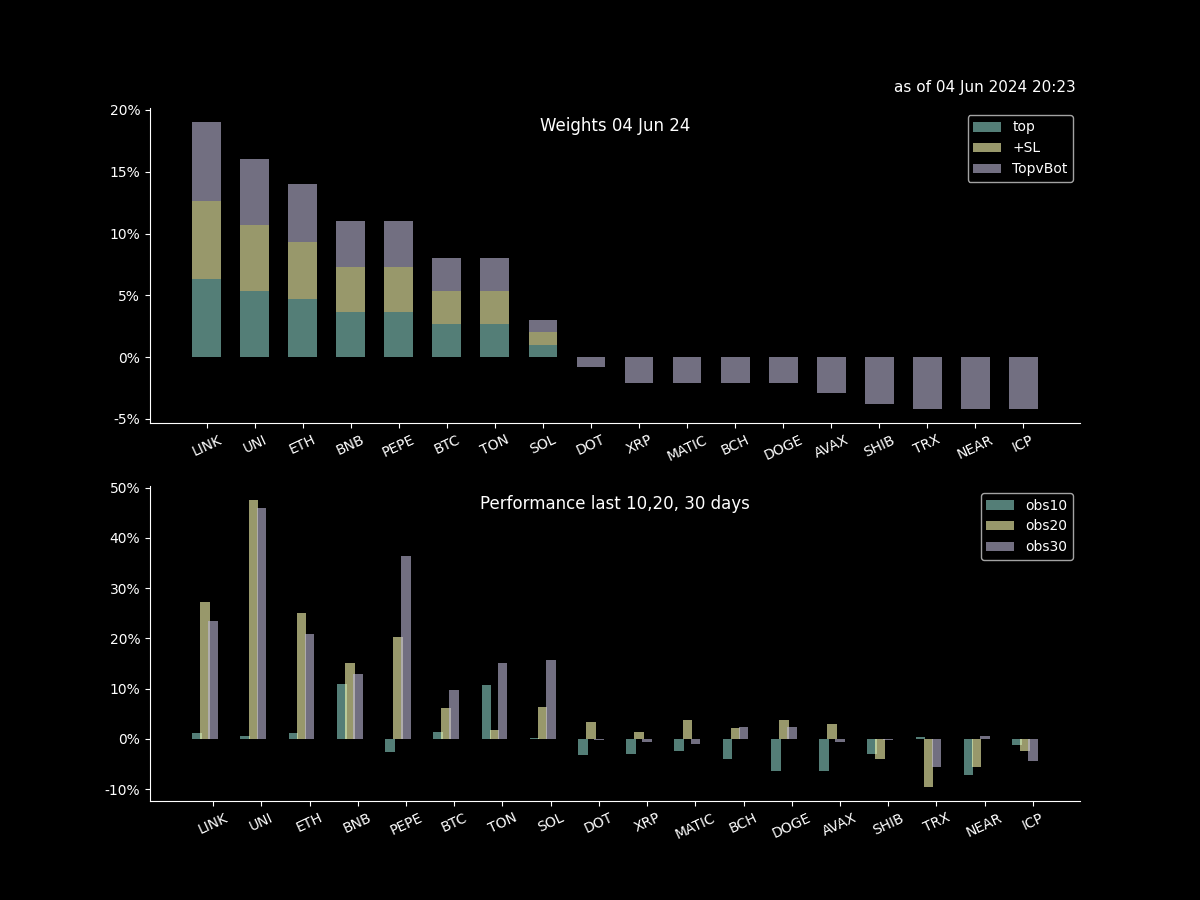 as of 04 Jun 2024 20:23
Weights 04 Jun 24
top
+SL
TopvBot
20%
15%
10%
5%
0%
-5%
LINK UNI ETH BNB PEPE BTC TON SOL DOT XRP MATIC BCH DOGE AVAX SHIB TRX NEAR ICP
Performance last 10,20, 30 days
obs10
obs20
obs30
50%
40%
30%
20%
10%
0%
-10%
LINK UNI ETH BNB PEPE BTC TON SOL DOT XRP MATIC BCH DOGE AVAX SHIB TRX NEAR ICP